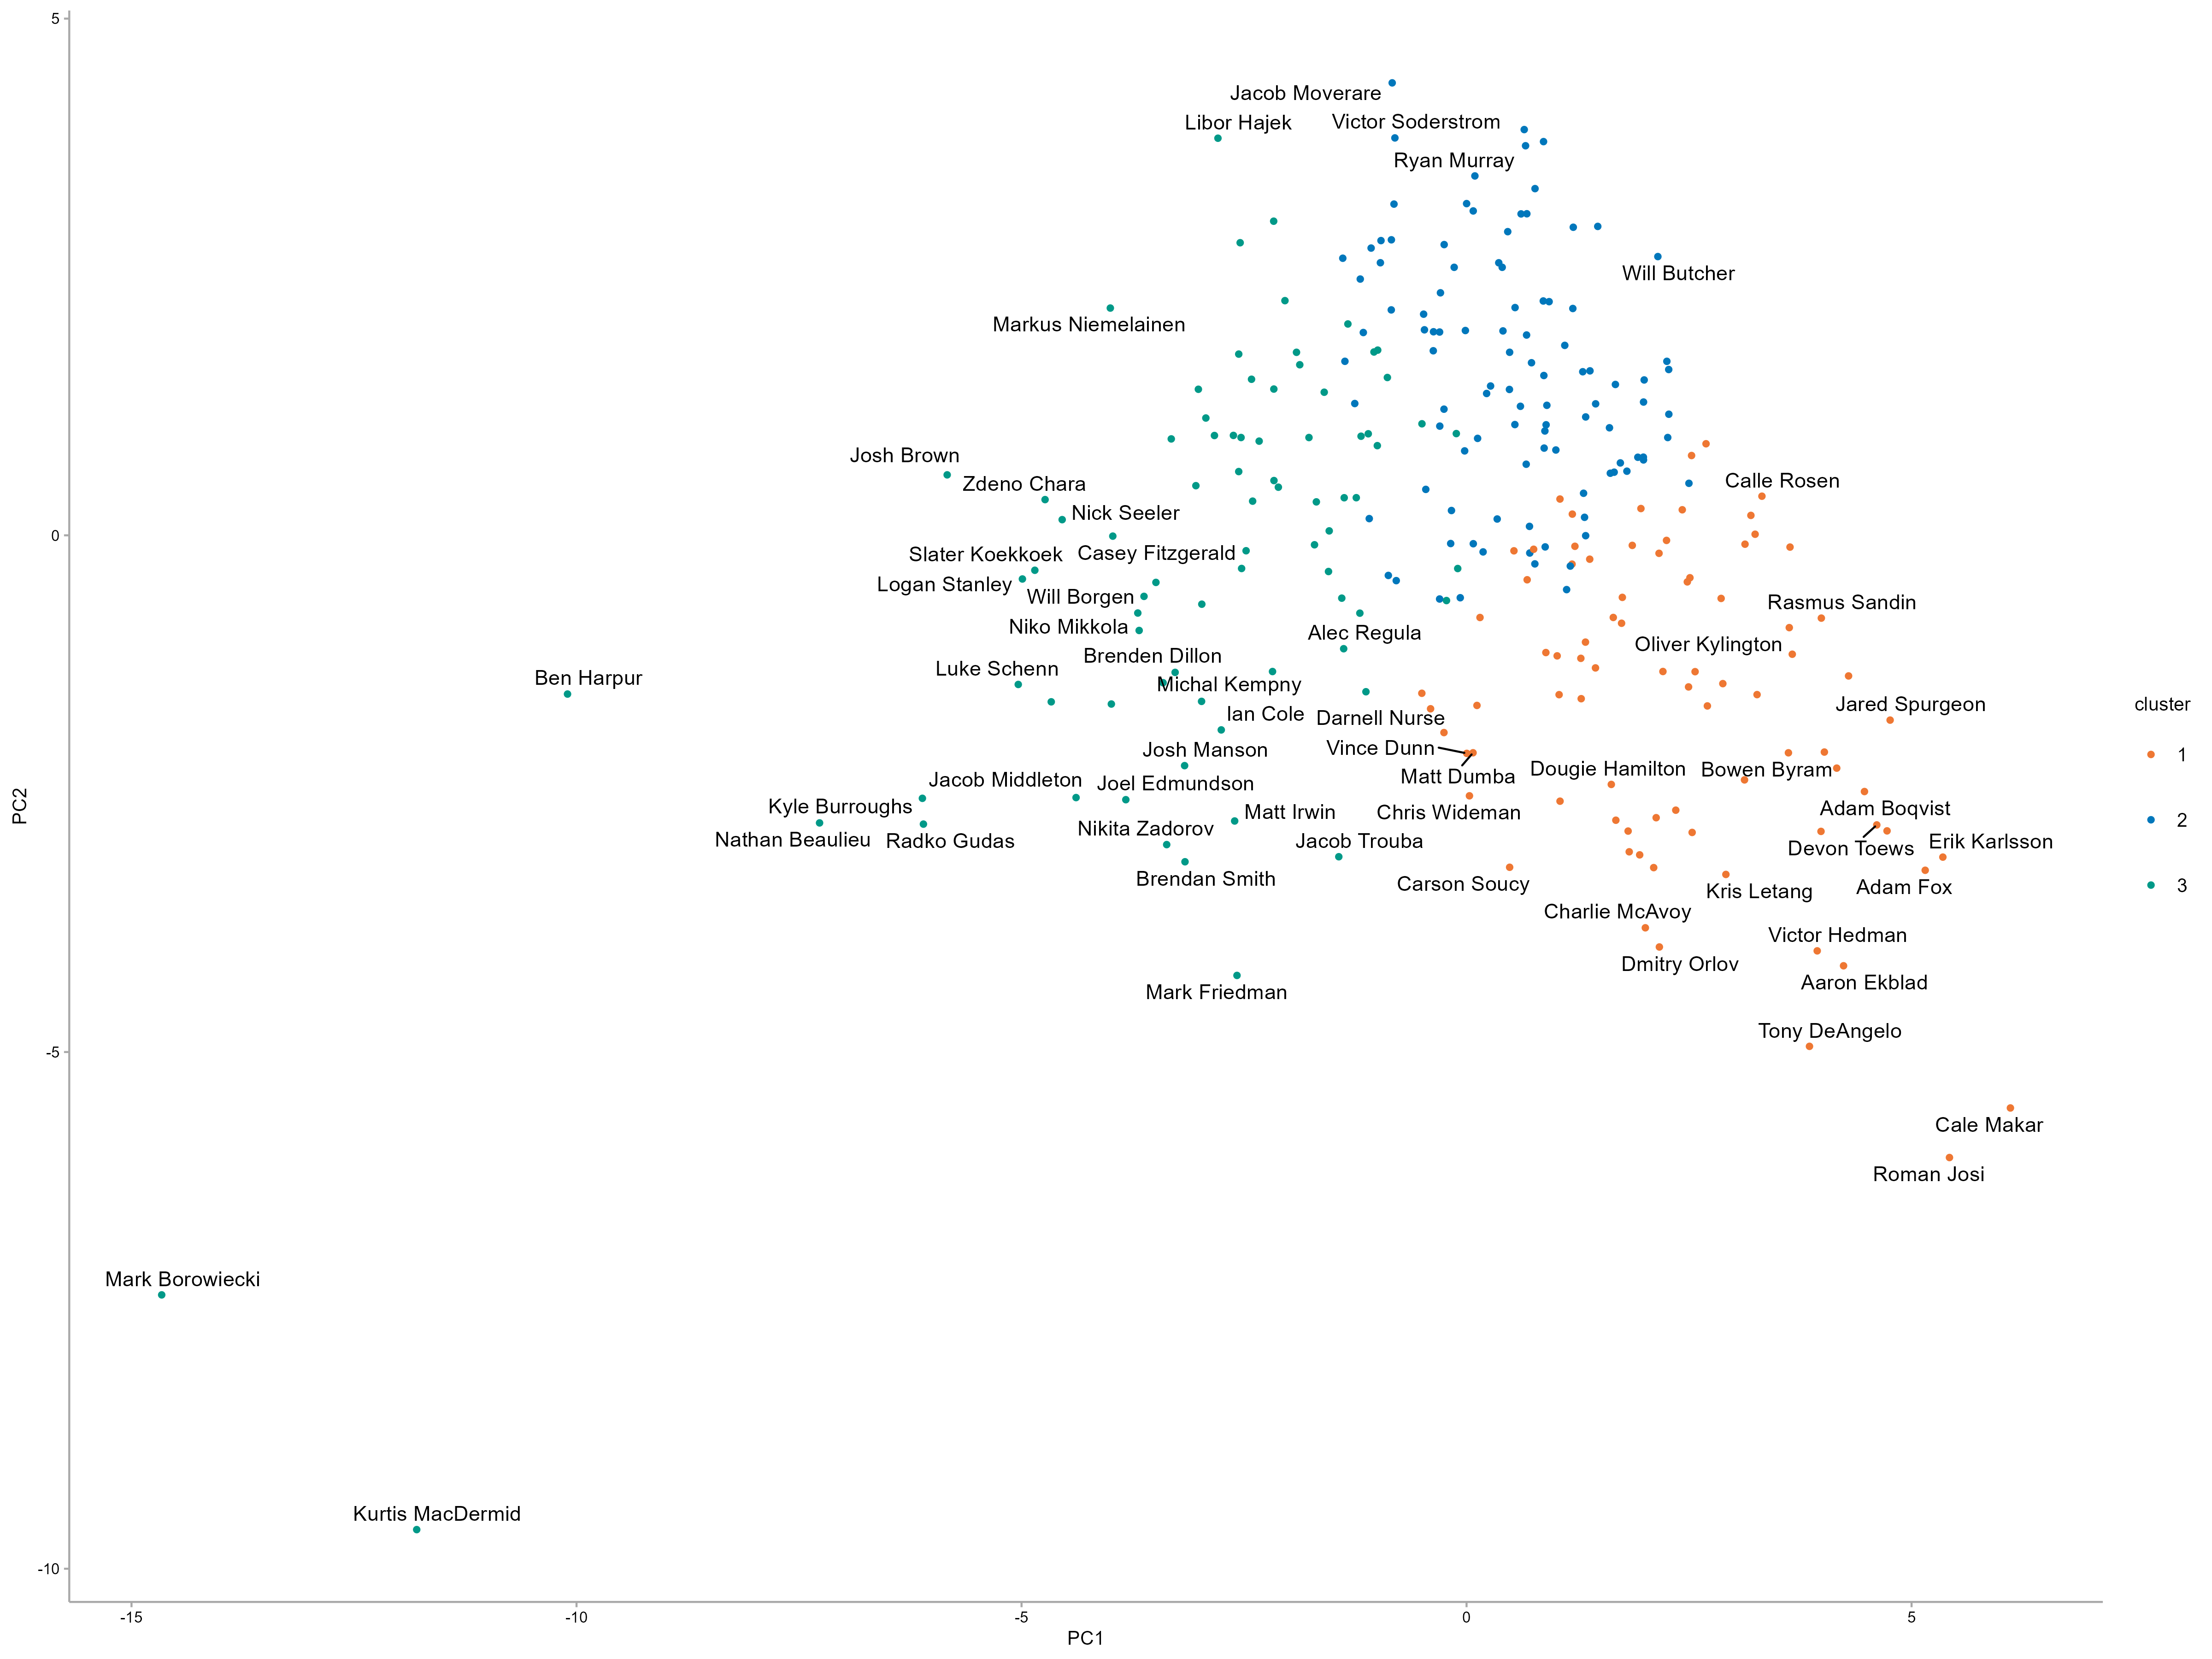 5
Jacob Moverare
Libor Hajek
Victor Soderstrom
Ryan Murray
Will Butcher
Markus Niemelainen
Josh Brown
Zdeno Chara
Calle Rosen
Nick Seeler
0
Slater Koekkoek
Casey Fitzgerald
Logan Stanley
Will Borgen
Rasmus Sandin
Niko Mikkola
Alec Regula
Oliver Kylington
Brenden Dillon
Luke Schenn
Ben Harpur
Michal Kempny
Jared Spurgeon
cluster
Ian Cole
Darnell Nurse
Vince Dunn
Josh Manson
1
Dougie Hamilton
Bowen Byram
Matt Dumba
Jacob Middleton
Joel Edmundson
PC2
Kyle Burroughs
Adam Boqvist
Matt Irwin
Chris Wideman
2
Nikita Zadorov
Nathan Beaulieu
Radko Gudas
Jacob Trouba
Erik Karlsson
Devon Toews
Brendan Smith
Carson Soucy
Kris Letang
Adam Fox
3
Charlie McAvoy
Victor Hedman
Dmitry Orlov
Aaron Ekblad
Mark Friedman
Tony DeAngelo
-5
Cale Makar
Roman Josi
Mark Borowiecki
Kurtis MacDermid
-10
-15
-10
-5
0
5
PC1